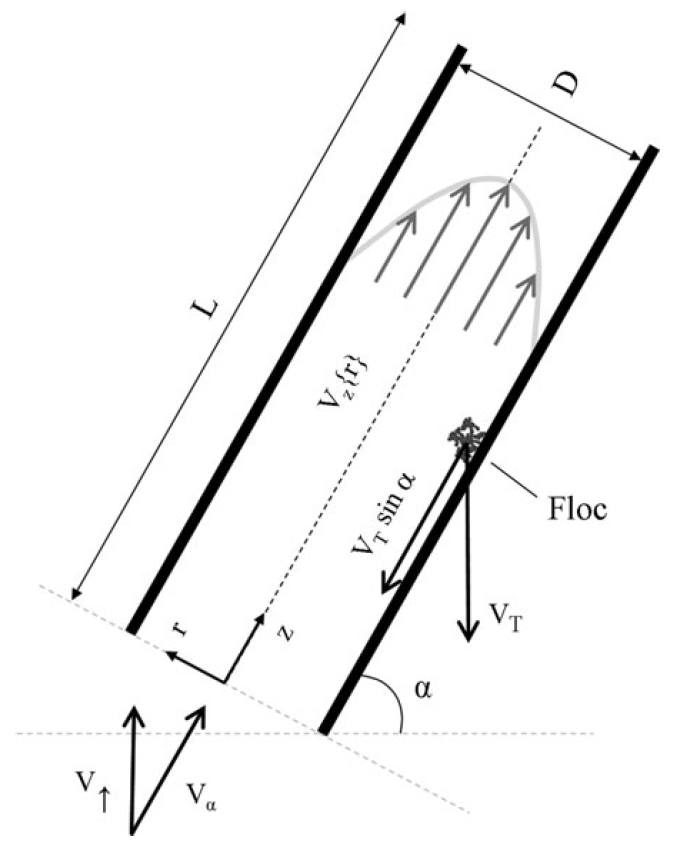 D
L
V_z{r}
V_T sin α
Floc
V_T
r
z
α
V_↑
V_α